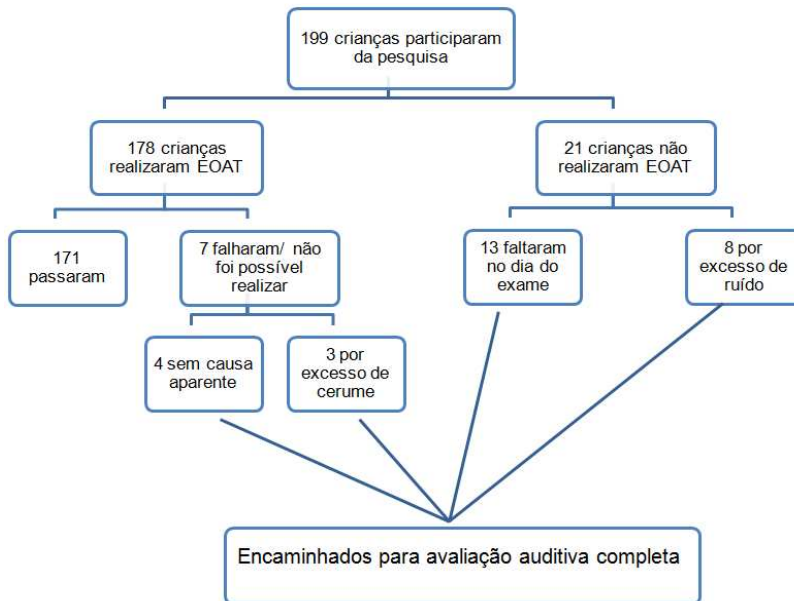 199 crianças participaram
da pesquisa
178 crianças
realizaram EOAT
21 crianças não
realizaram EOAT
171
passaram
7 falharam/ não
foi possível
realizar
13 faltaram
no dia do
exame
8 por
excesso de
ruído
4 sem causa
aparente
3 por
excesso de
cerume
Encaminhados para avaliação auditiva completa